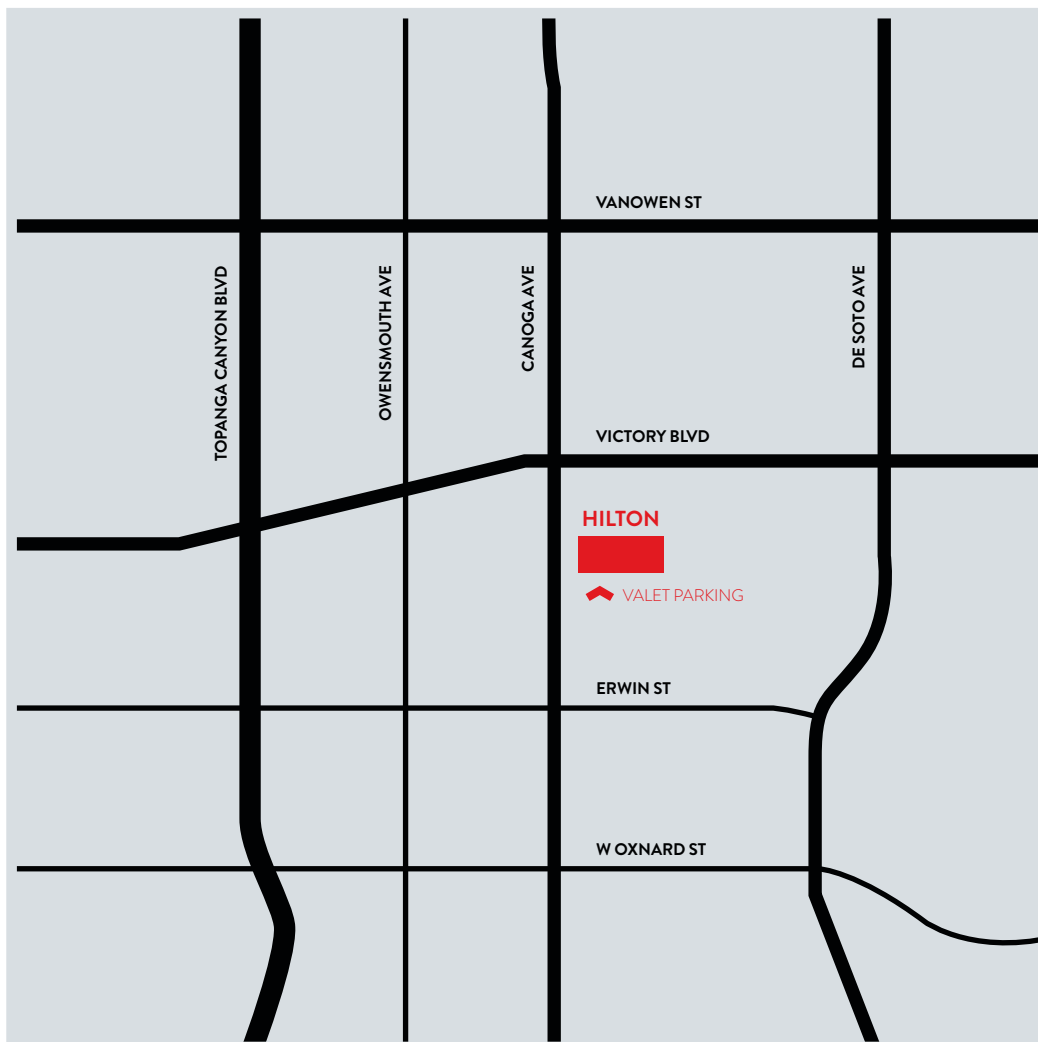 VANOWEN ST
TOPANGA CANYON BLVD
OWENSMOUTH AVE
CANOGA AVE
DE SOTO AVE
VICTORY BLVD
HILTON
VALET PARKING
ERWIN ST
W OXNARD ST